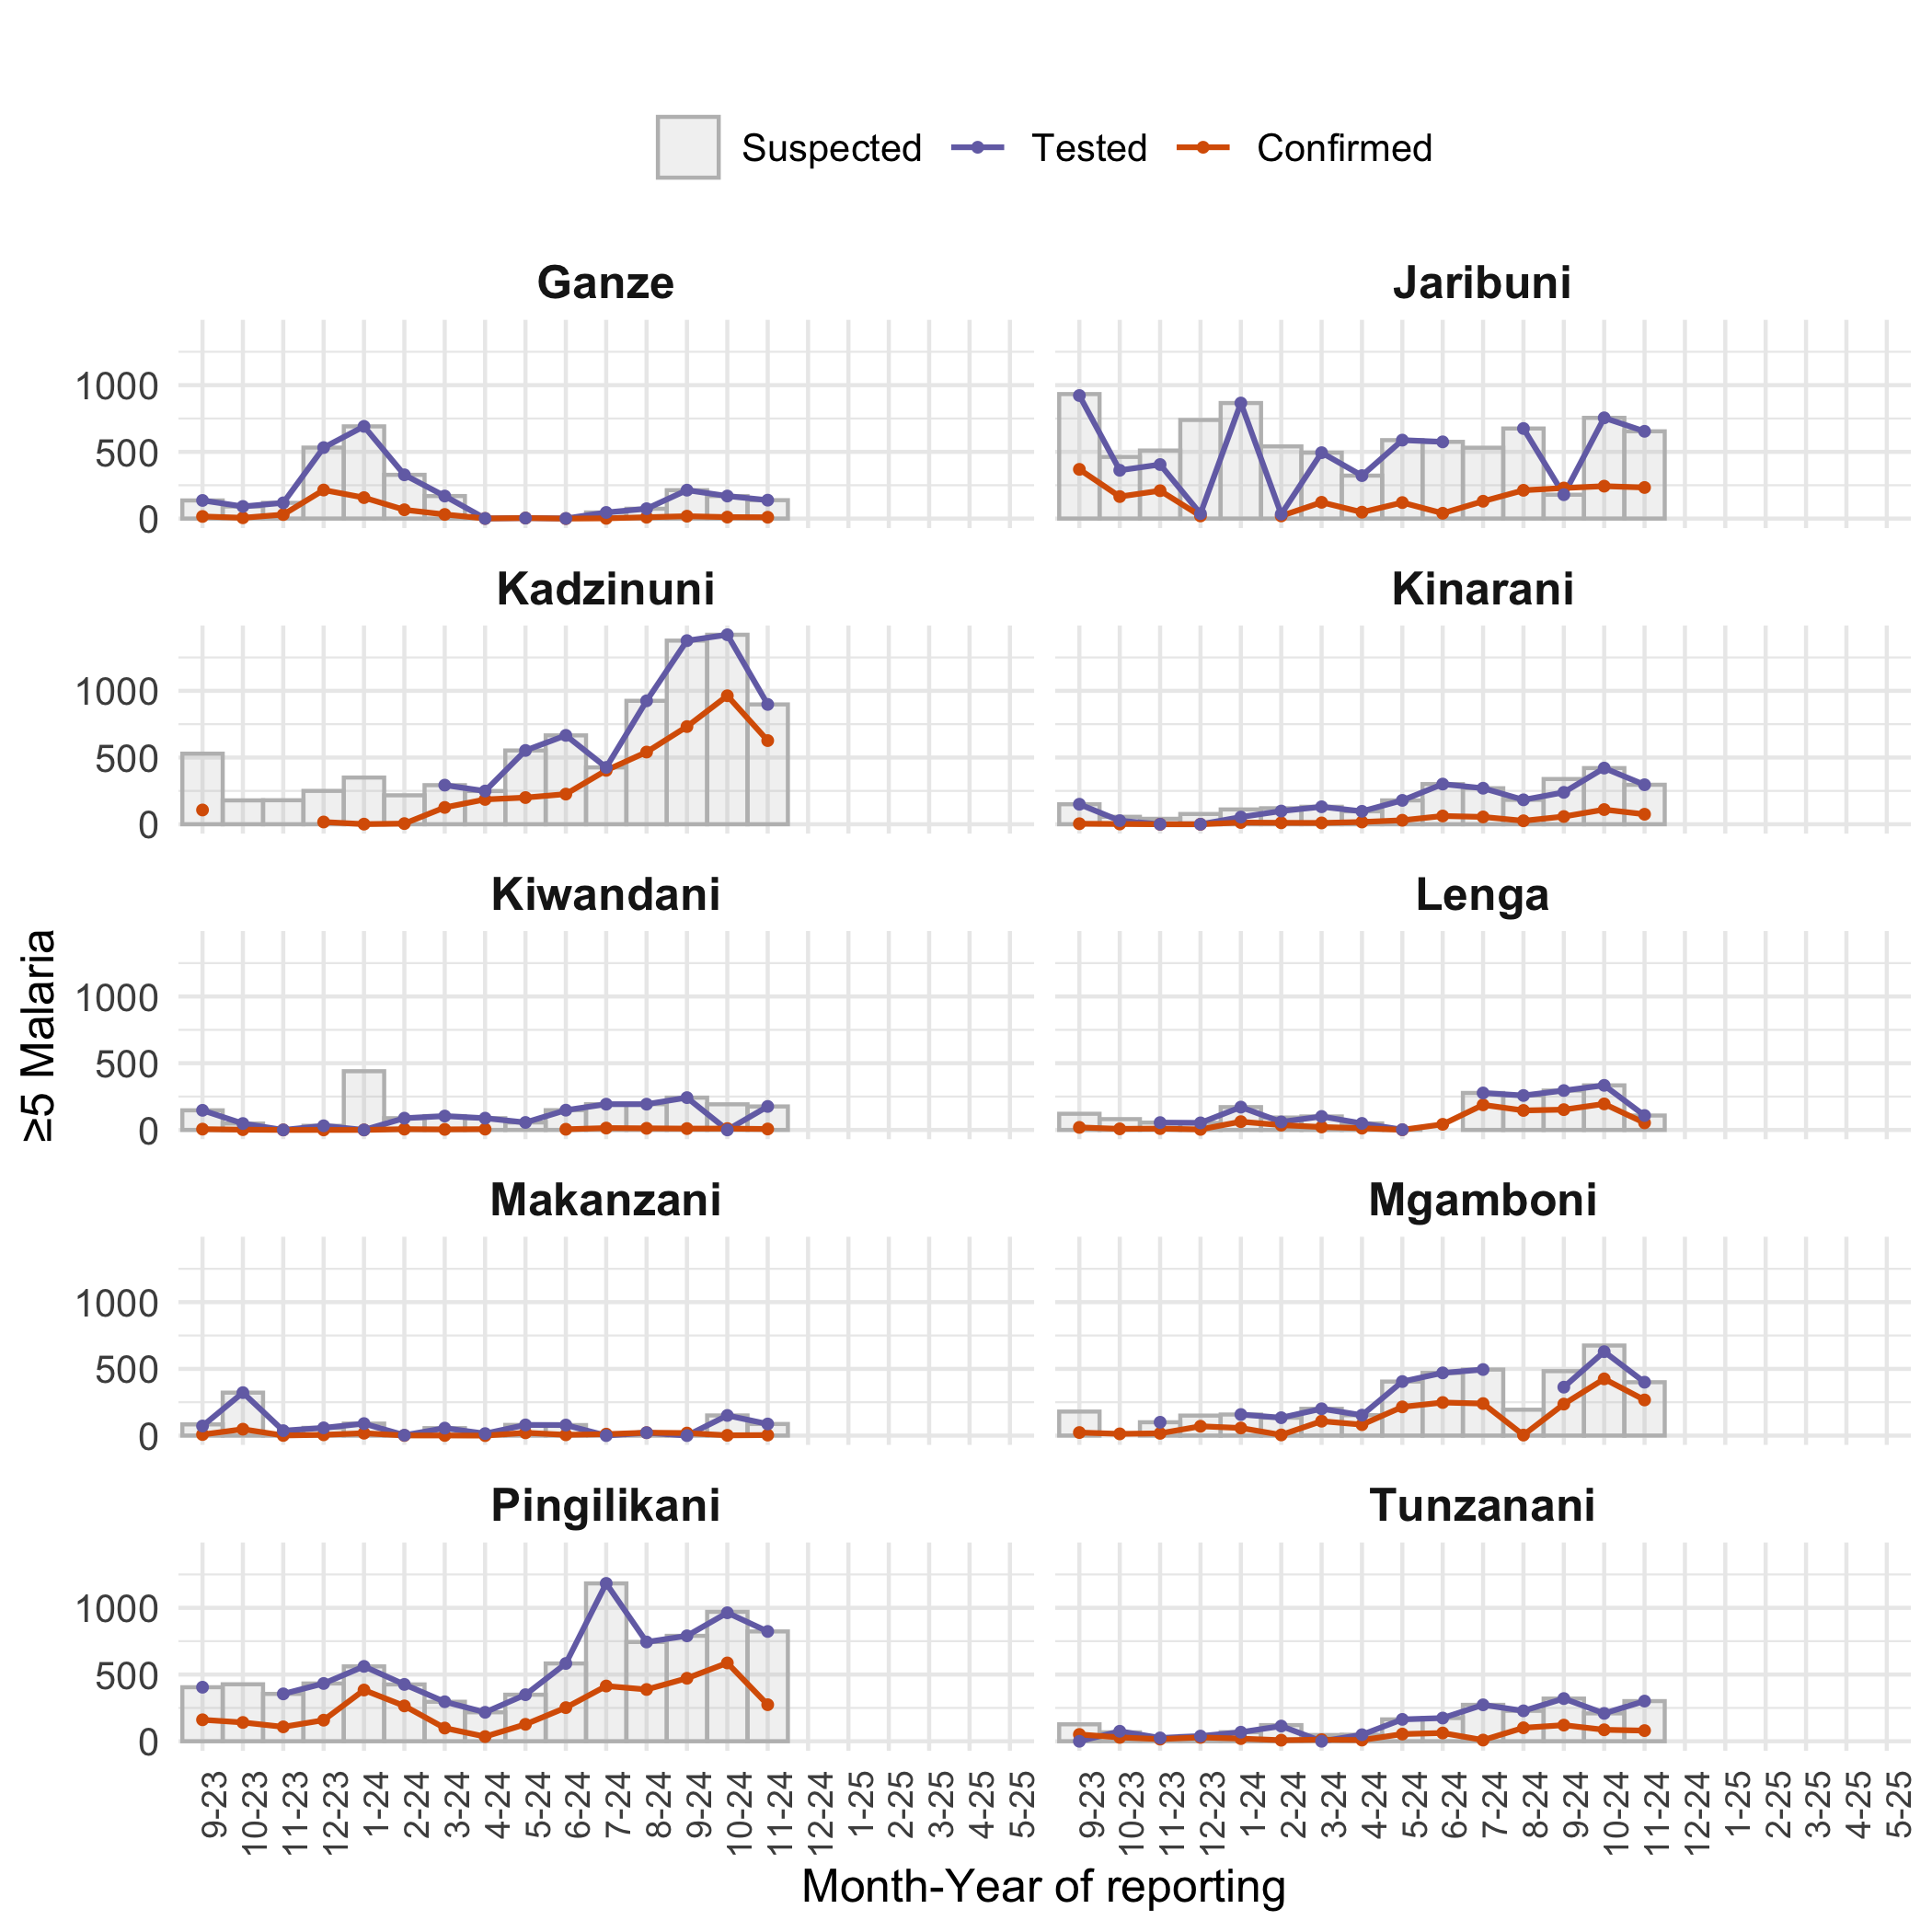 Suspected Tested Confirmed
Ganze Jaribuni
1000
500
0
Kadzinuni Kinarani
1000
500
0
Kiwandani Lenga
1000
500
0
Makanzani Mgamboni
1000
500
0
Pingilikani Tunzanani
1000
500
0
9-23 10-23 11-23 12-23 1-24 2-24 3-24 4-24 5-24 6-24 7-24 8-24 9-24 10-24 11-24 12-24 1-25 2-25 3-25 4-25 5-25
9-23 10-23 11-23 12-23 1-24 2-24 3-24 4-24 5-24 6-24 7-24 8-24 9-24 10-24 11-24 12-24 1-25 2-25 3-25 4-25 5-25
Month-Year of reporting
≥5 Malaria